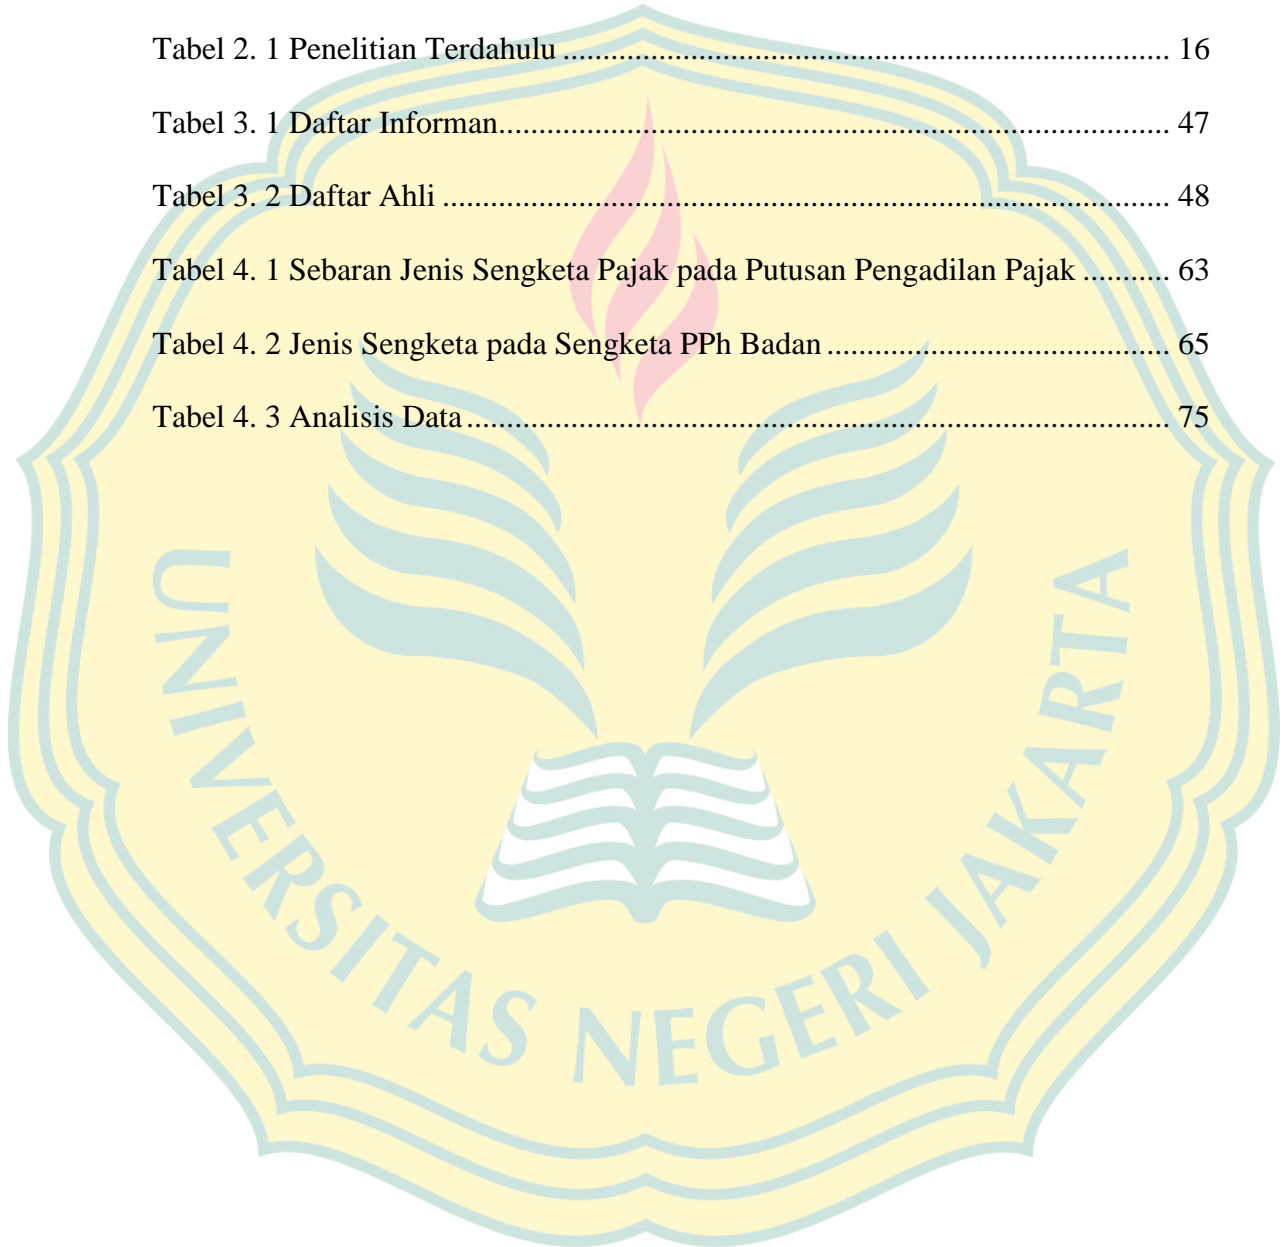 Tabel 2. 1 Penelitian Terdahulu .......................................................................... 16
Tabel 3. 1 Daftar Informan.................................................................................. 47
Tabel 3. 2 Daftar Ahli ......................................................................................... 48
Tabel 4. 1 Sebaran Jenis Sengketa Pajak pada Putusan Pengadilan Pajak ........... 63
Tabel 4. 2 Jenis Sengketa pada Sengketa PPh Badan .......................................... 65
Tabel 4. 3 Analisis Data ...................................................................................... 75
UNIVERSITAS NEGERI JAKARTA